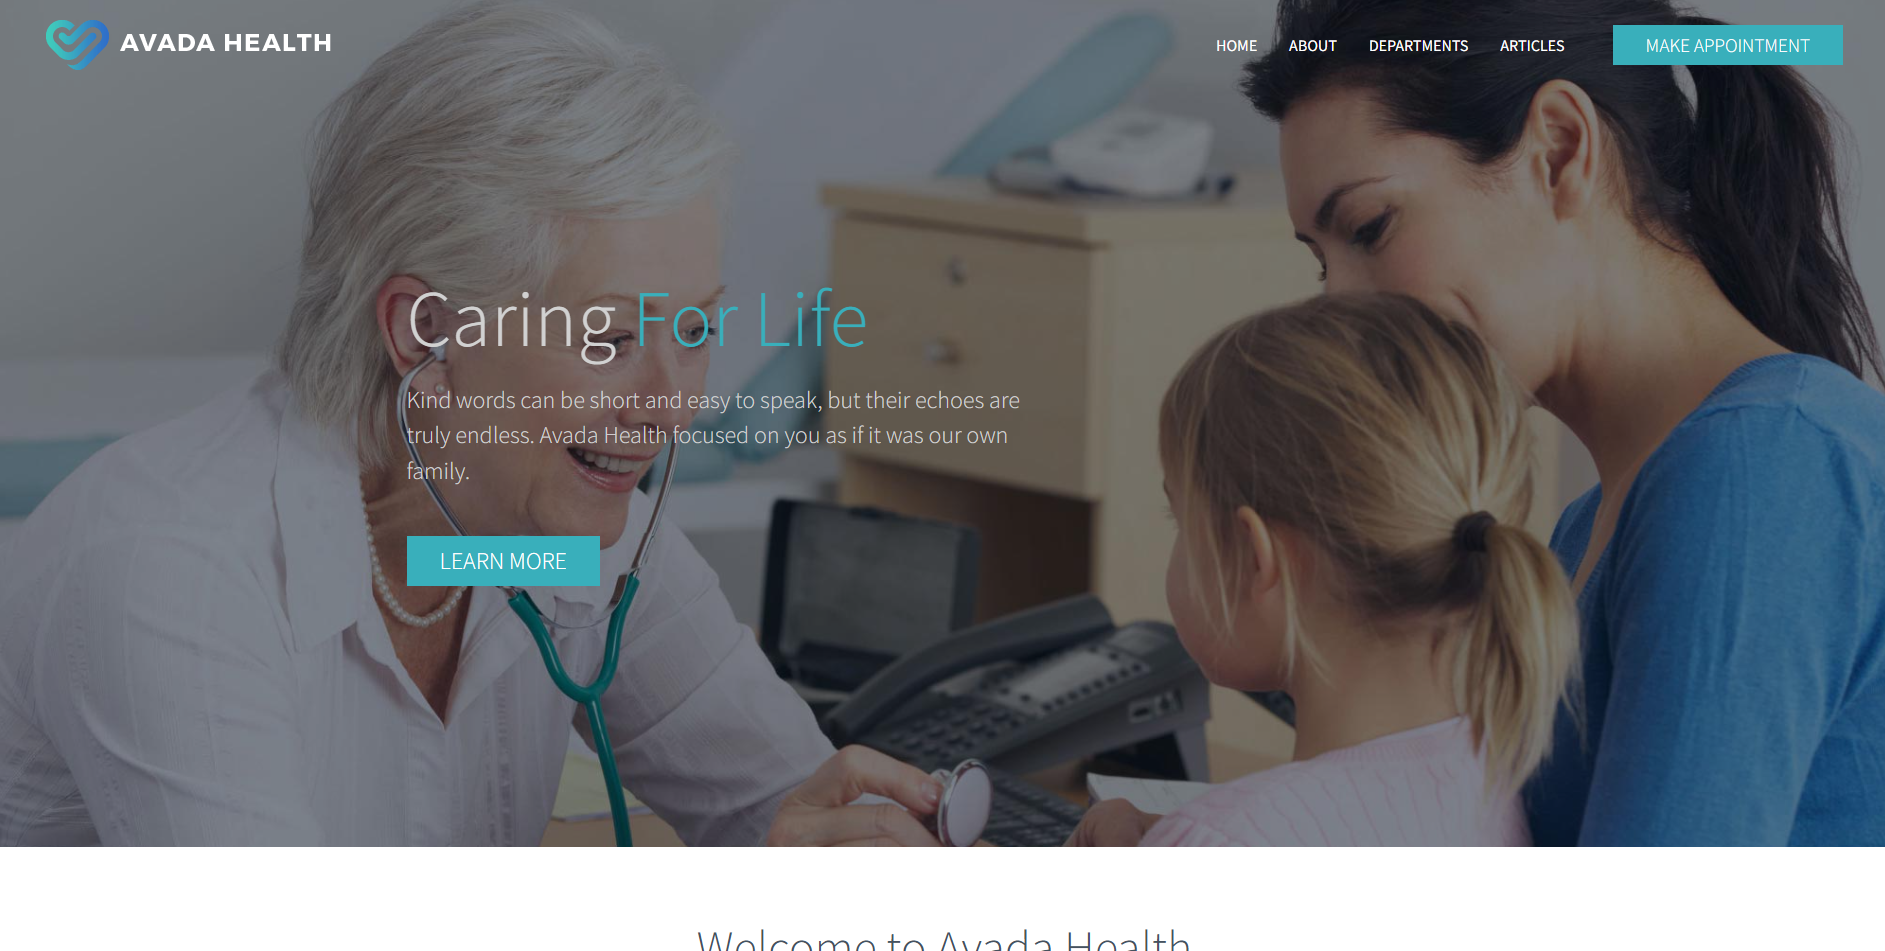 AVADA HEALTH
HOME ABOUT DEPARTMENTS ARTICLES MAKE APPOINTMENT
Caring For Life
Kind words can be short and easy to speak, but their echoes are
truly endless. Avada Health focused on you as if it was our own
family.
LEARN MORE
Welcome to Avada Health